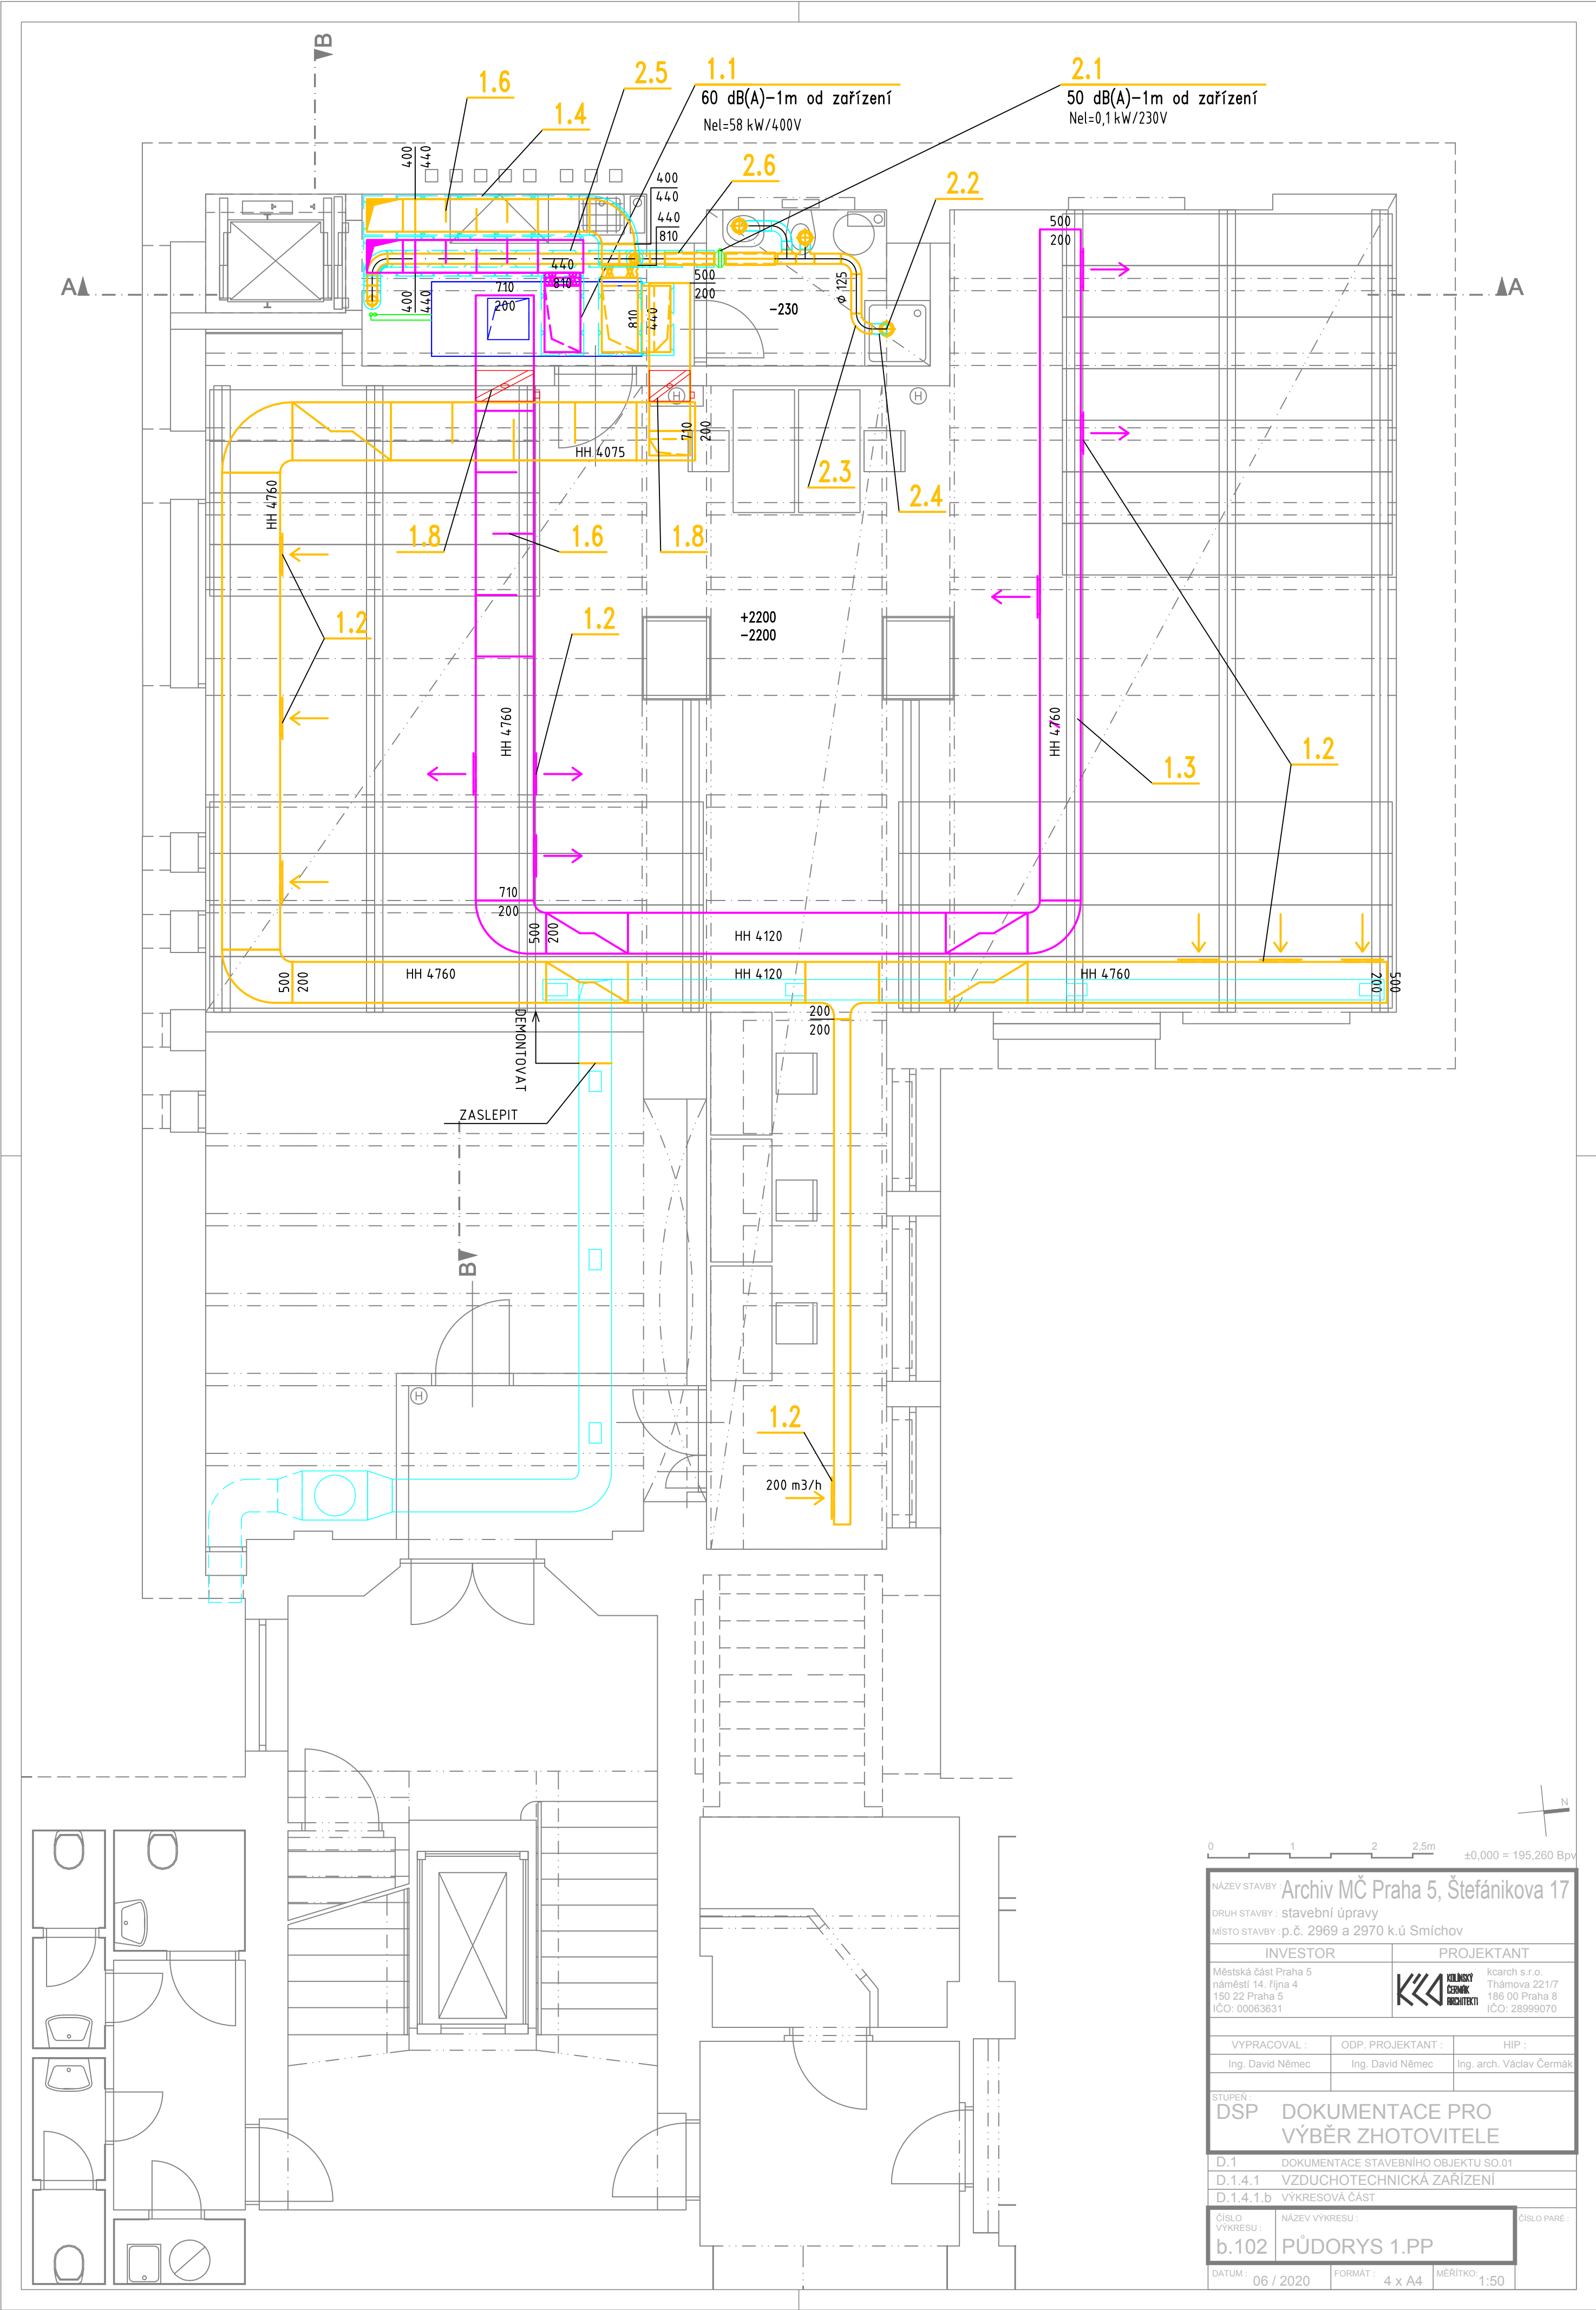 B
1.6
2.5
1.1
60 dB(A)-1m od zařízení
Nel=58 kW/400V
2.1
50 dB(A)-1m od zařízení
Nel=0,1 kW/230V
1.4
400
440
400
440
2.6
2.2
440
810
500
200
A
A
440
810
710
200
400
440
500
200
810
440
-230
Ø 125
H
H
710
200
HH 4075
2.3
2.4
HH 4760
1.8
1.6
1.8
1.2
1.2
+2200
-2200
HH 4760
HH 4760
1.3
1.2
710
200
500
200
HH 4120
500
200
HH 4760
HH 4120
HH 4760
500
200
200
200
DEMONTOVAT
ZASLEPIT
B
H
1.2
200 m3/h
N
0 1 2 2,5m
±0,000 = 195,260 Bpv
NÁZEV STAVBY : Archiv MČ Praha 5, Štefánikova 17
DRUH STAVBY : stavební úpravy
MÍSTO STAVBY : p.č. 2969 a 2970 k.ú Smíchov
INVESTOR PROJEKTANT
Městská část Praha 5
náměstí 14. října 4
150 22 Praha 5
IČO: 00063631
KOLÍNSKÝ
ČERMÁK
ARCHITEKTI
kcarch s.r.o.
Thámova 221/7
186 00 Praha 8
IČO: 28999070
VYPRACOVAL : ODP. PROJEKTANT : HIP :
Ing. David Němec Ing. David Němec Ing. arch. Václav Čermák
STUPEŇ :
DSP DOKUMENTACE PRO
VÝBĚR ZHOTOVITELE
D.1 DOKUMENTACE STAVEBNÍHO OBJEKTU SO.01
D.1.4.1 VZDUCHOTECHNICKÁ ZAŘÍZENÍ
D.1.4.1.b VÝKRESOVÁ ČÁST
ČÍSLO VÝKRESU : NÁZEV VÝKRESU : ČÍSLO PARÉ :
b.102 PŮDORYS 1.PP
DATUM : 06 / 2020 FORMÁT : 4 x A4 MĚŘÍTKO: 1:50